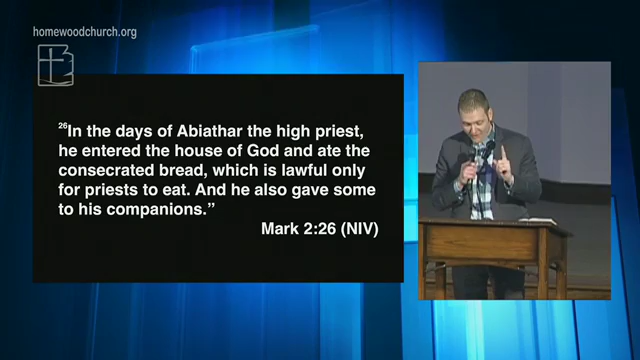 homewoodchurch.org
26In the days of Abiathar the high priest,
he entered the house of God and ate the
consecrated bread, which is lawful only
for priests to eat. And he also gave some
to his companions.”
Mark 2:26 (NIV)